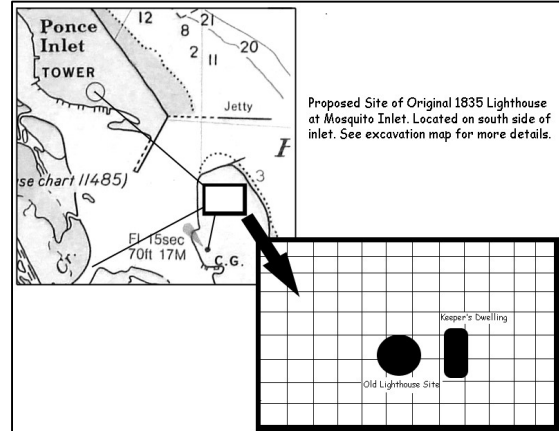 Ponce
Inlet
TOWER
12
8
21
2
11
20
Jetty
Proposed Site of Original 1835 Lighthouse
at Mosquito Inlet. Located on south side of
inlet. See excavation map for more details.
se chart 11485)
3
Fl 15sec
70ft 17M
C.G.
Cr.
Keeper's Dwelling
Old Lighthouse Site